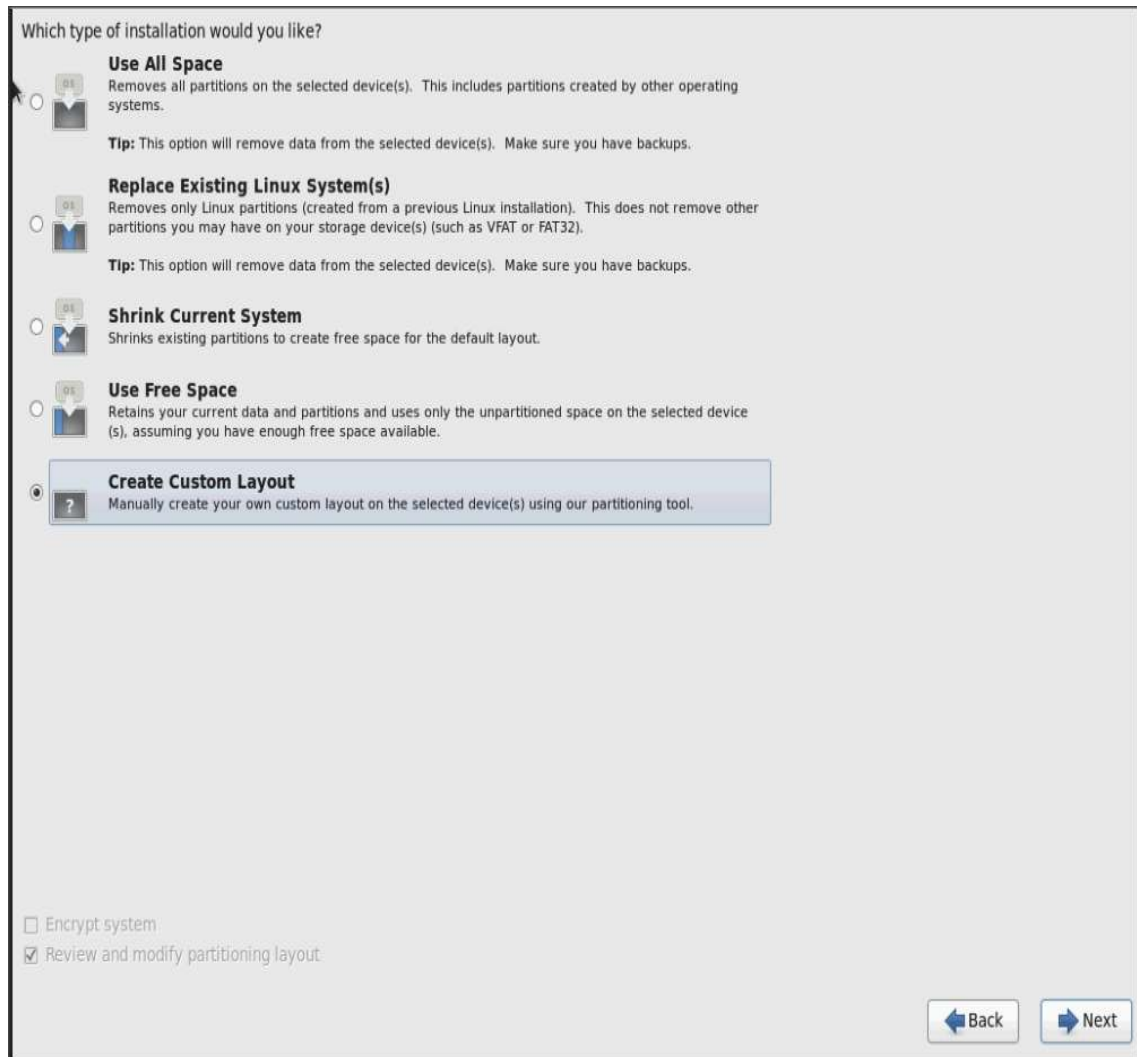 Which type of installation would you like?
Use All Space
Removes all partitions on the selected device(s). This includes partitions created by other operating
systems.
Tip: This option will remove data from the selected device(s). Make sure you have backups.
Replace Existing Linux System(s)
Removes only Linux partitions (created from a previous Linux installation). This does not remove other
partitions you may have on your storage device(s) (such as VFAT or FAT32).
Tip: This option will remove data from the selected device(s). Make sure you have backups.
Shrink Current System
Shrinks existing partitions to create free space for the default layout.
Use Free Space
Retains your current data and partitions and uses only the unpartitioned space on the selected device
(s), assuming you have enough free space available.
Create Custom Layout
Manually create your own custom layout on the selected device(s) using our partitioning tool.
Encrypt system
Review and modify partitioning layout
Back Next
OS
OS
OS
OS
?